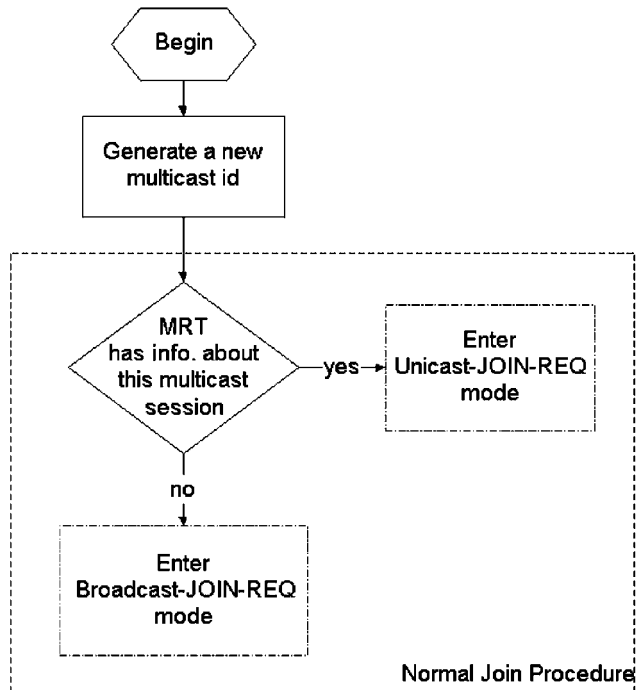 Begin
Generate a new
multicast id
MRT
has info. about
this multicast
session
yes
Enter
Unicast-JOIN-REQ
mode
no
Enter
Broadcast-JOIN-REQ
mode
Normal Join Procedure